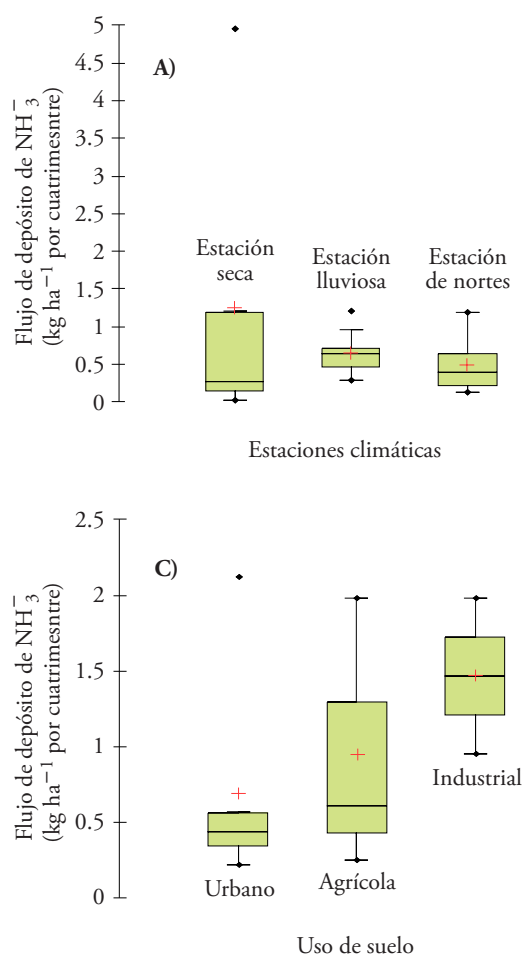 A)
Flujo de depósito de NH₃⁻
(kg ha⁻¹ por cuatrimesntre)
5
4.5
4
3.5
3
2.5
2
1.5
1
0.5
0
Estación
seca
Estación
lluviosa
Estación
de nortes
Estaciones climáticas
C)
Flujo de depósito de NH₃⁻
(kg ha⁻¹ por cuatrimesntre)
2.5
2
1.5
1
0.5
0
Urbano
Agrícola
Industrial
Uso de suelo